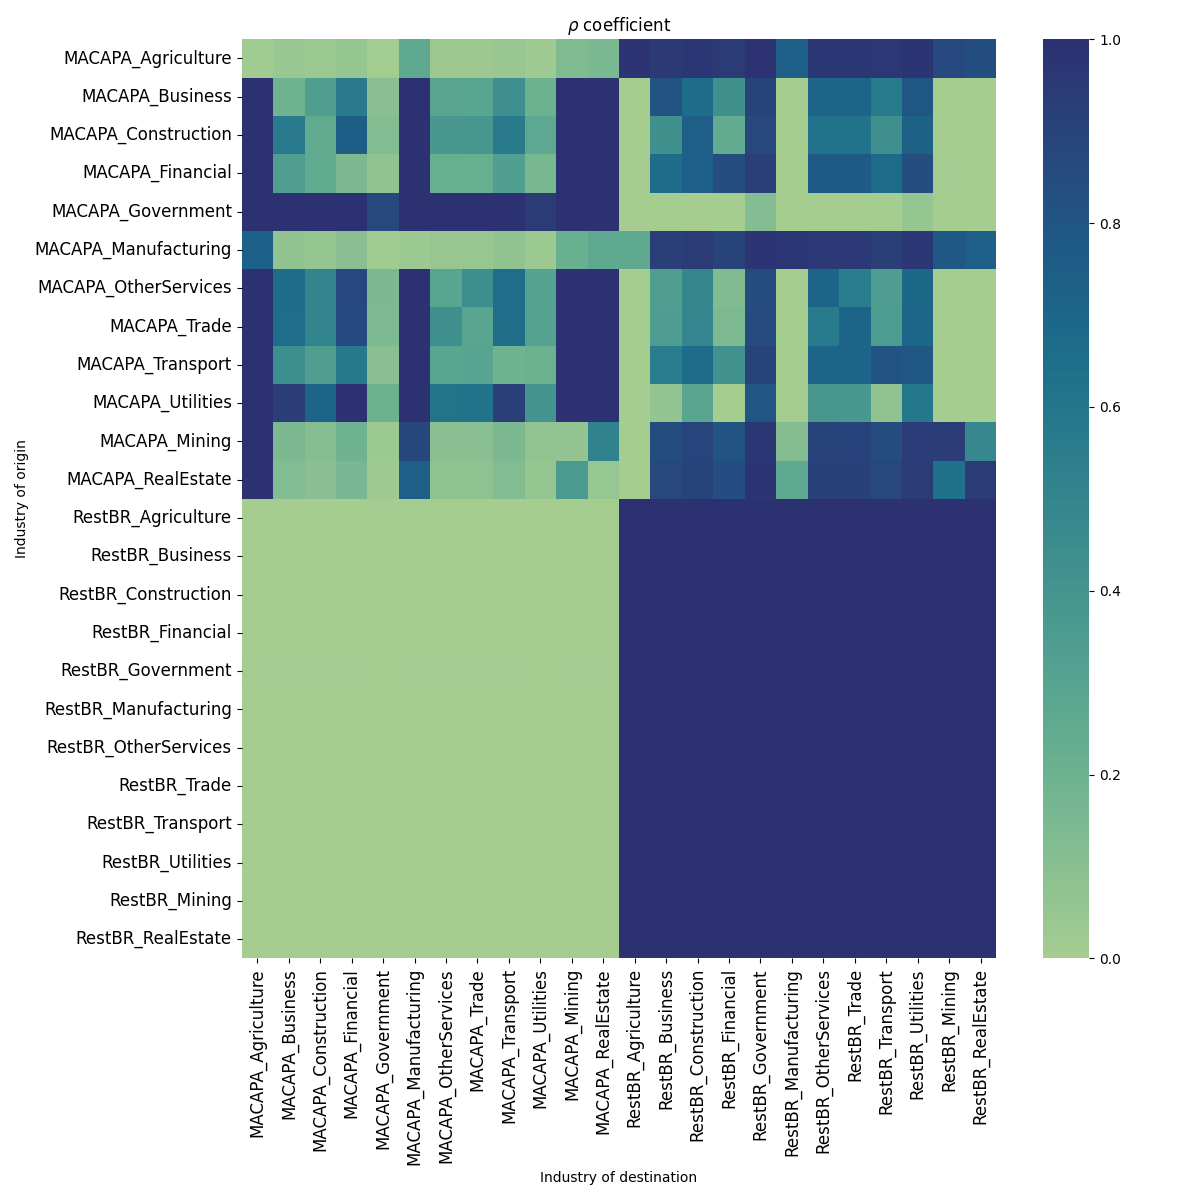 ρ coefficient
MACAPA_Agriculture
MACAPA_Business
MACAPA_Construction
MACAPA_Financial
MACAPA_Government
MACAPA_Manufacturing
MACAPA_OtherServices
MACAPA_Trade
MACAPA_Transport
MACAPA_Utilities
MACAPA_Mining
MACAPA_RealEstate
RestBR_Agriculture
RestBR_Business
RestBR_Construction
RestBR_Financial
RestBR_Government
RestBR_Manufacturing
RestBR_OtherServices
RestBR_Trade
RestBR_Transport
RestBR_Utilities
RestBR_Mining
RestBR_RealEstate
Industry of origin
MACAPA_Agriculture
MACAPA_Business
MACAPA_Construction
MACAPA_Financial
MACAPA_Government
MACAPA_Manufacturing
MACAPA_OtherServices
MACAPA_Trade
MACAPA_Transport
MACAPA_Utilities
MACAPA_Mining
MACAPA_RealEstate
RestBR_Agriculture
RestBR_Business
RestBR_Construction
RestBR_Financial
RestBR_Government
RestBR_Manufacturing
RestBR_OtherServices
RestBR_Trade
RestBR_Transport
RestBR_Utilities
RestBR_Mining
RestBR_RealEstate
Industry of destination
1.0
0.8
0.6
0.4
0.2
0.0